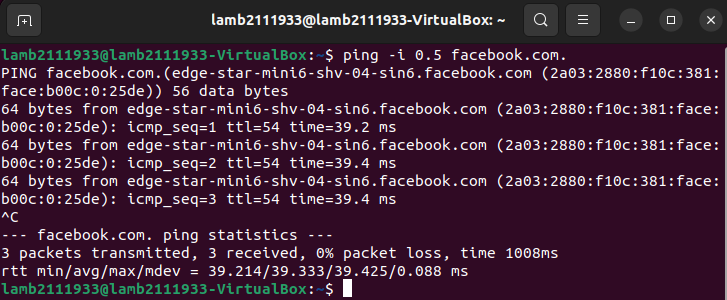 lamb2111933@lamb2111933-VirtualBox: ~
lamb2111933@lamb2111933-VirtualBox:~$ ping -i 0.5 facebook.com.
PING facebook.com.(edge-star-mini6-shv-04-sin6.facebook.com (2a03:2880:f10c:381:
face:b00c:0:25de)) 56 data bytes
64 bytes from edge-star-mini6-shv-04-sin6.facebook.com (2a03:2880:f10c:381:face:
b00c:0:25de): icmp_seq=1 ttl=54 time=39.2 ms
64 bytes from edge-star-mini6-shv-04-sin6.facebook.com (2a03:2880:f10c:381:face:
b00c:0:25de): icmp_seq=2 ttl=54 time=39.4 ms
64 bytes from edge-star-mini6-shv-04-sin6.facebook.com (2a03:2880:f10c:381:face:
b00c:0:25de): icmp_seq=3 ttl=54 time=39.4 ms
^C
--- facebook.com. ping statistics ---
3 packets transmitted, 3 received, 0% packet loss, time 1008ms
rtt min/avg/max/mdev = 39.214/39.333/39.425/0.088 ms
lamb2111933@lamb2111933-VirtualBox:~$